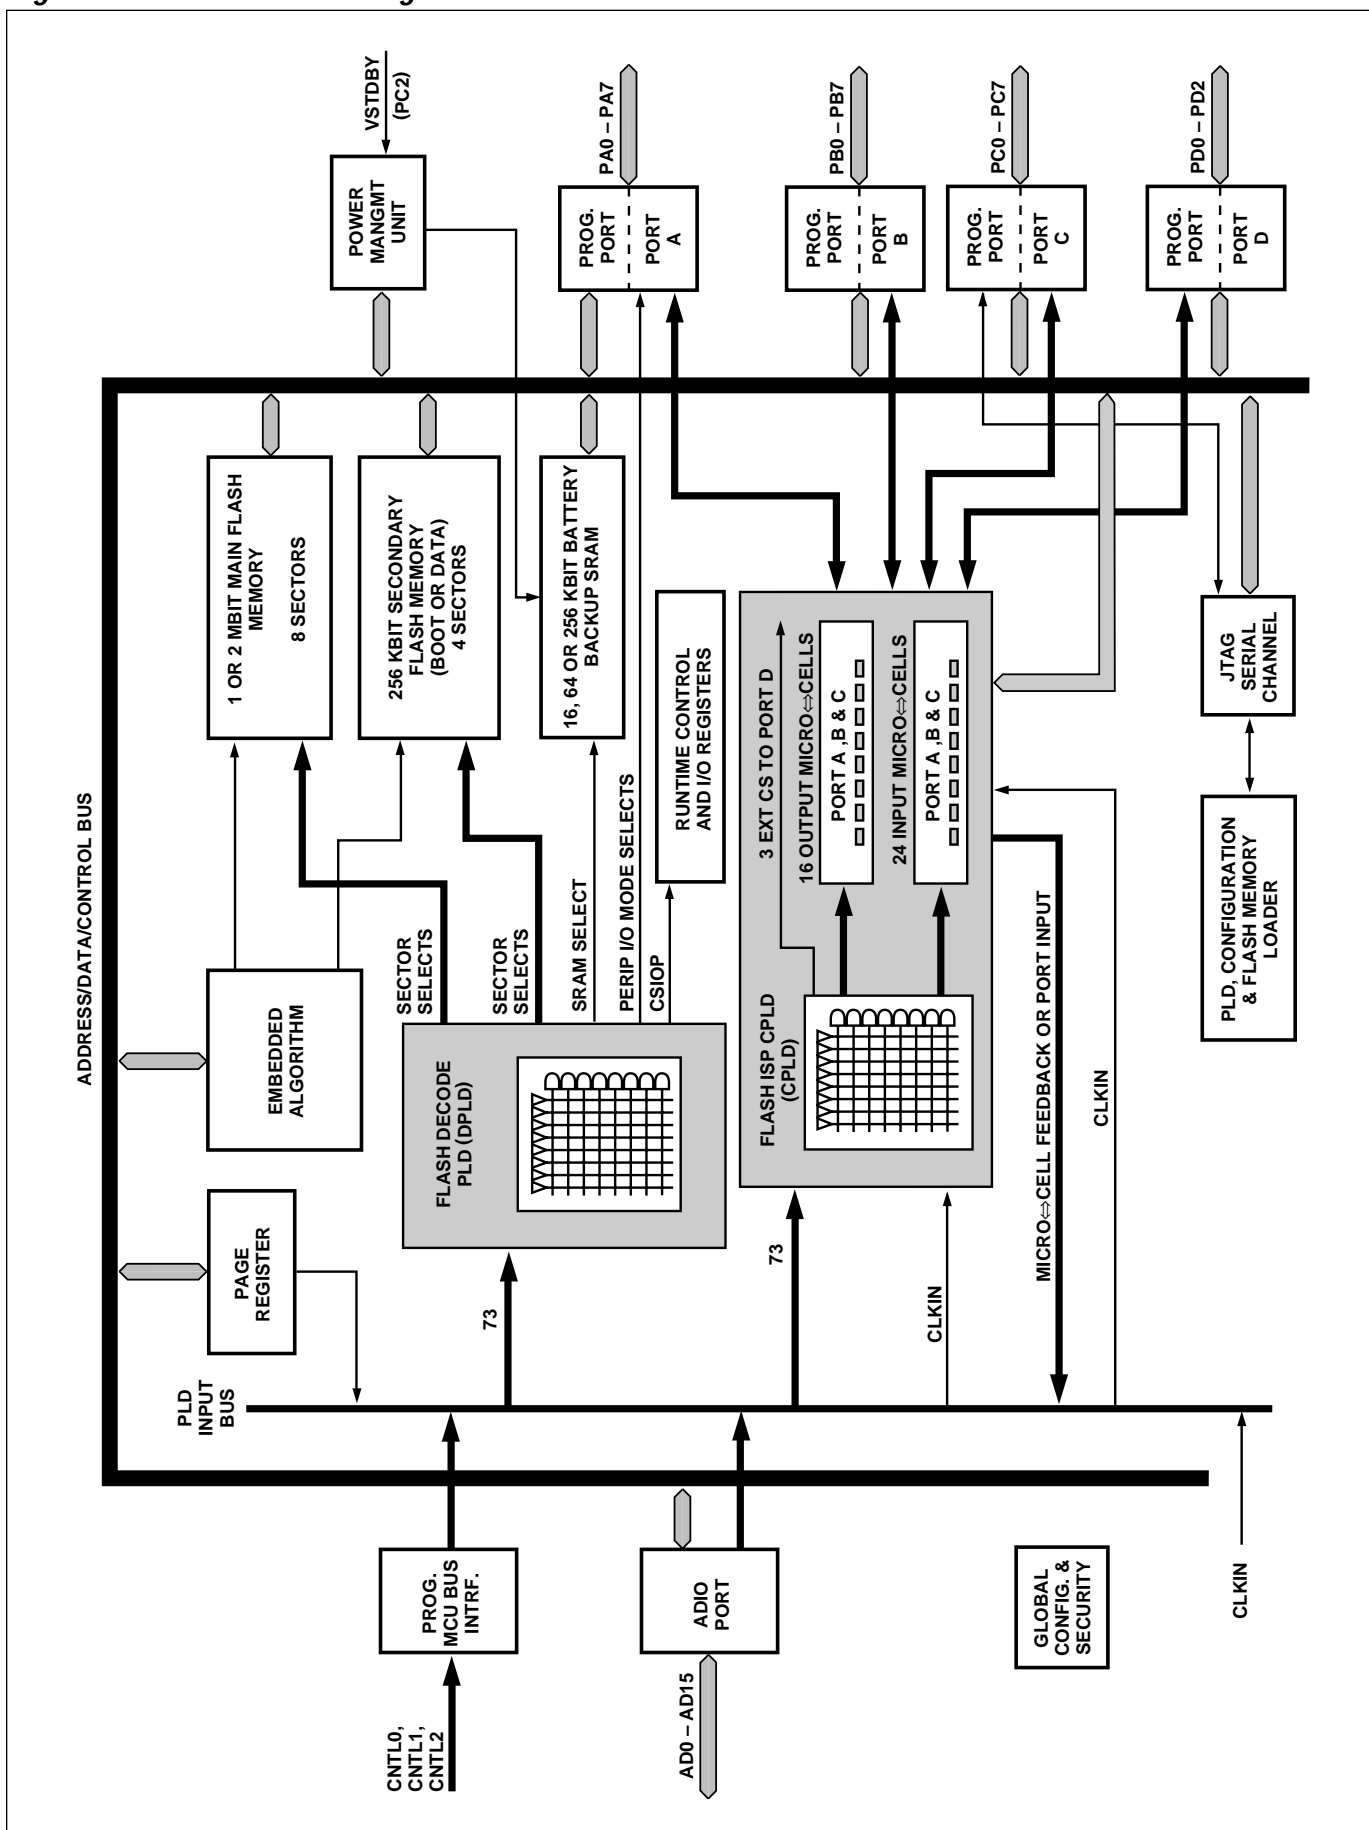 ADDRESS/DATA/CONTROL BUS
CNTL0,
CNTL1,
CNTL2
PROG.
MCU BUS
INTRF.
AD0 – AD15
ADIO
PORT
GLOBAL
CONFIG. &
SECURITY
CLKIN
PLD
INPUT
BUS
PAGE
REGISTER
73
73
CLKIN
EMBEDDED
ALGORITHM
FLASH DECODE
PLD (DPLD)
FLASH ISP CPLD
(CPLD)
SECTOR
SELECTS
SECTOR
SELECTS
SRAM SELECT
PERIP I/O MODE SELECTS
CSIOP
3 EXT CS TO PORT D
16 OUTPUT MICRO⇔CELLS
PORT A ,B & C
24 INPUT MICRO⇔CELLS
PORT A ,B & C
MICRO⇔CELL FEEDBACK OR PORT INPUT
CLKIN
1 OR 2 MBIT MAIN FLASH
MEMORY
8 SECTORS
256 KBIT SECONDARY
FLASH MEMORY
(BOOT OR DATA)
4 SECTORS
16, 64 OR 256 KBIT BATTERY
BACKUP SRAM
RUNTIME CONTROL
AND I/O REGISTERS
PLD, CONFIGURATION
& FLASH MEMORY
LOADER
JTAG
SERIAL
CHANNEL
VSTDBY
(PC2)
POWER
MANGMT
UNIT
PROG.
PORT
PORT
A
PA0 – PA7
PROG.
PORT
PORT
B
PB0 – PB7
PROG.
PORT
PORT
C
PC0 – PC7
PROG.
PORT
PORT
D
PD0 – PD2